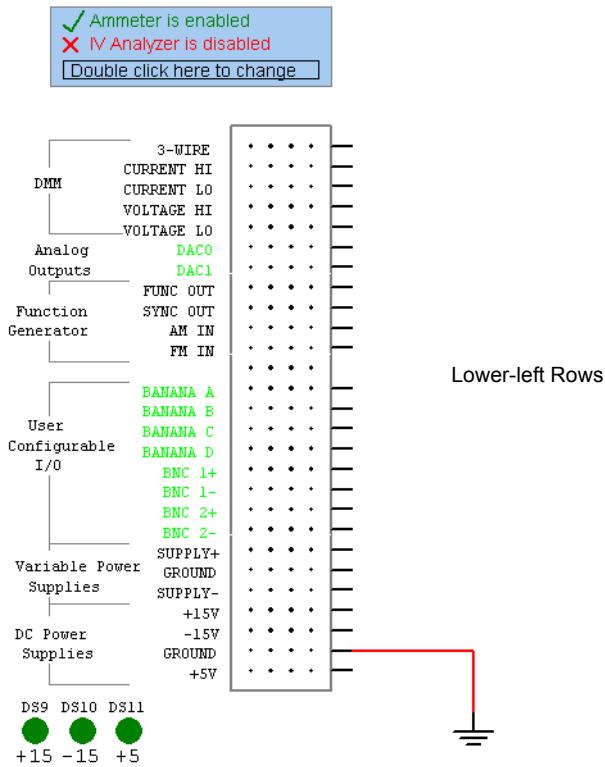 Ammeter is enabled
IV Analyzer is disabled
Double click here to change
3-WIRE
CURRENT HI
DMM
CURRENT LO
VOLTAGE HI
VOLTAGE LO
Analog Outputs
DAC0
DAC1
FUNC OUT
Function Generator
SYNC OUT
AM IN
FM IN
Lower-left Rows
BANANA A
BANANA B
User Configurable I/O
BANANA C
BANANA D
BNC 1+
BNC 1-
BNC 2+
BNC 2-
SUPPLY+
Variable Power Supplies
GROUND
SUPPLY-
+15V
DC Power Supplies
-15V
GROUND
+5V
DS9 DS10 DS11
+15 -15 +5